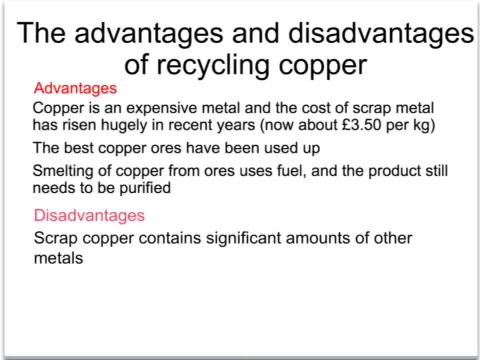 The advantages and disadvantages
of recycling copper
Advantages
Copper is an expensive metal and the cost of scrap metal
has risen hugely in recent years (now about £3.50 per kg)
The best copper ores have been used up
Smelting of copper from ores uses fuel, and the product still
needs to be purified
Disadvantages
Scrap copper contains significant amounts of other
metals